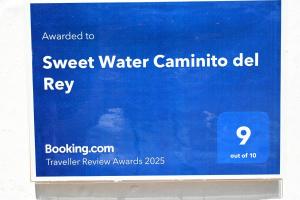 Awarded to
Sweet Water Caminito del
Rey
Booking.com
Traveller Review Awards 2025
9
out of 10